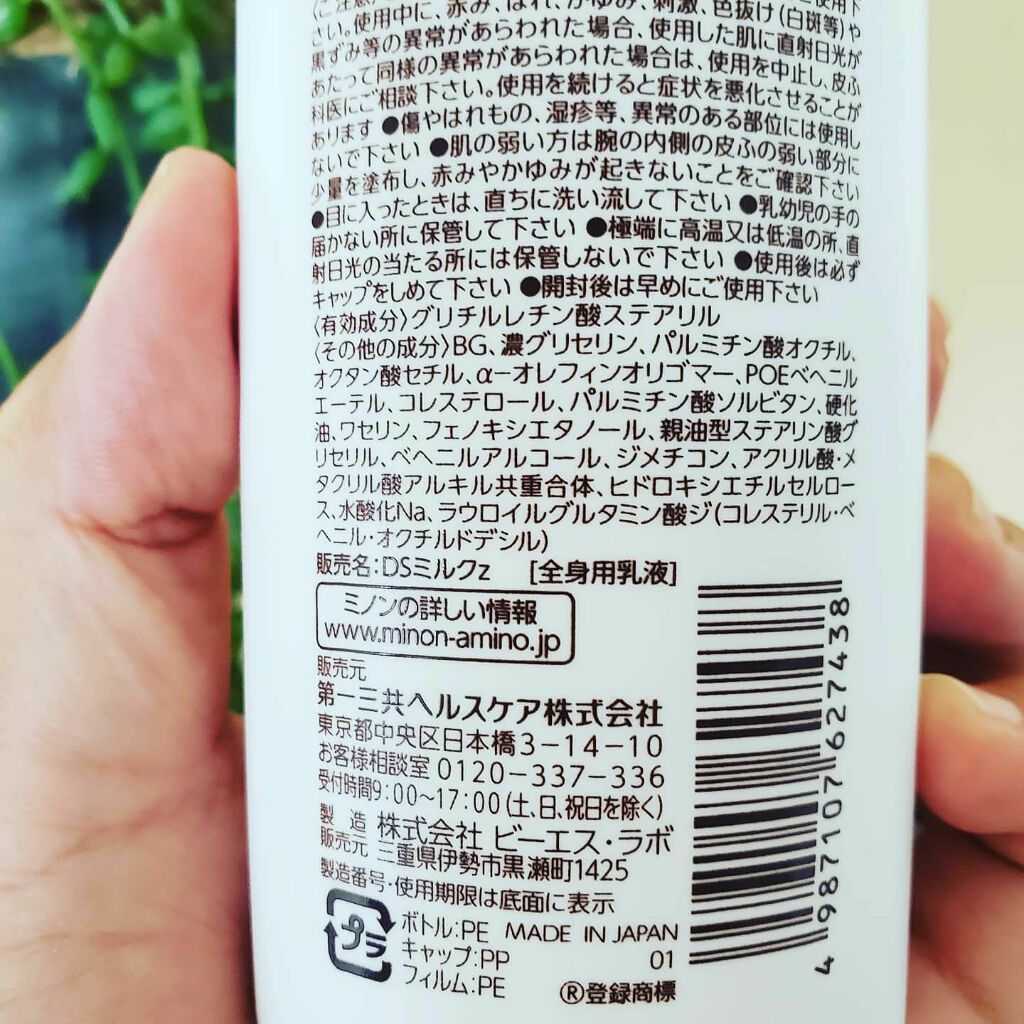 さい。使用中に、赤み、はれ、かゆみ、刺激、色抜け(白斑等)や
黒ずみ等の異常があらわれた場合、使用した肌に直射日光が
あたって同様の異常があらわれた場合は、使用を中止し、皮ふ
科医にご相談下さい。使用を続けると症状を悪化させることが
あります ●傷やはれもの、湿疹等、異常のある部位には使用し
ないで下さい ●肌の弱い方は腕の内側の皮ふの弱い部分に
少量を塗布し、赤みやかゆみが起きないことをご確認下さい
●目に入ったときは、直ちに洗い流して下さい ●乳幼児の手の
届かない所に保管して下さい ●極端に高温又は低温の所、直
射日光の当たる所には保管しないで下さい ●使用後は必ず
キャップをしめて下さい ●開封後は早めにご使用下さい
〈有効成分〉グリチルレチン酸ステアリル
〈その他の成分〉BG、濃グリセリン、パルミチン酸オクチル、
オクタン酸セチル、α-オレフィンオリゴマー、POEベヘニル
エーテル、コレステロール、パルミチン酸ソルビタン、硬化
油、ワセリン、フェノキシエタノール、親油型ステアリン酸グ
リセリル、ベヘニルアルコール、ジメチコン、アクリル酸・メ
タクリル酸アルキル共重合体、ヒドロキシエチルセルロー
ス、水酸化Na、ラウロイルグルタミン酸ジ(コレステリル・ベ
ヘニル・オクチルドデシル)
販売名:DSミルクz [全身用乳液]
ミノンの詳しい情報
www.minon-amino.jp
販売元
第一三共ヘルスケア株式会社
東京都中央区日本橋3-14-10
お客様相談室 0120-337-336
受付時間9:00~17:00(土、日、祝日を除く)
製造販売元 株式会社 ビーエス・ラボ
三重県伊勢市黒瀬町1425
製造番号・使用期限は底面に表示
プラ
ボトル:PE MADE IN JAPAN
キャップ:PP 01
フィルム:PE ®登録商標
4 987107 627438